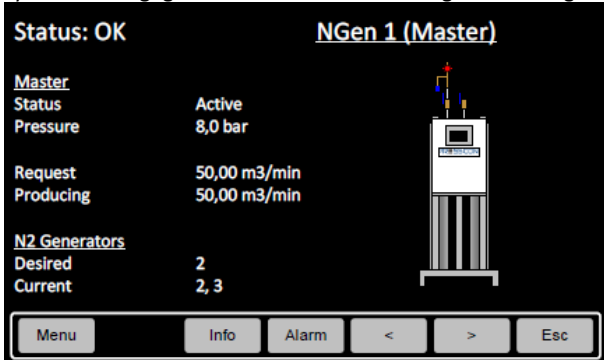 Status: OK NGen 1 (Master)
Master
Status Active
Pressure 8,0 bar
Request 50,00 m3/min
Producing 50,00 m3/min
N2 Generators
Desired 2
Current 2, 3
Menu Info Alarm < > Esc